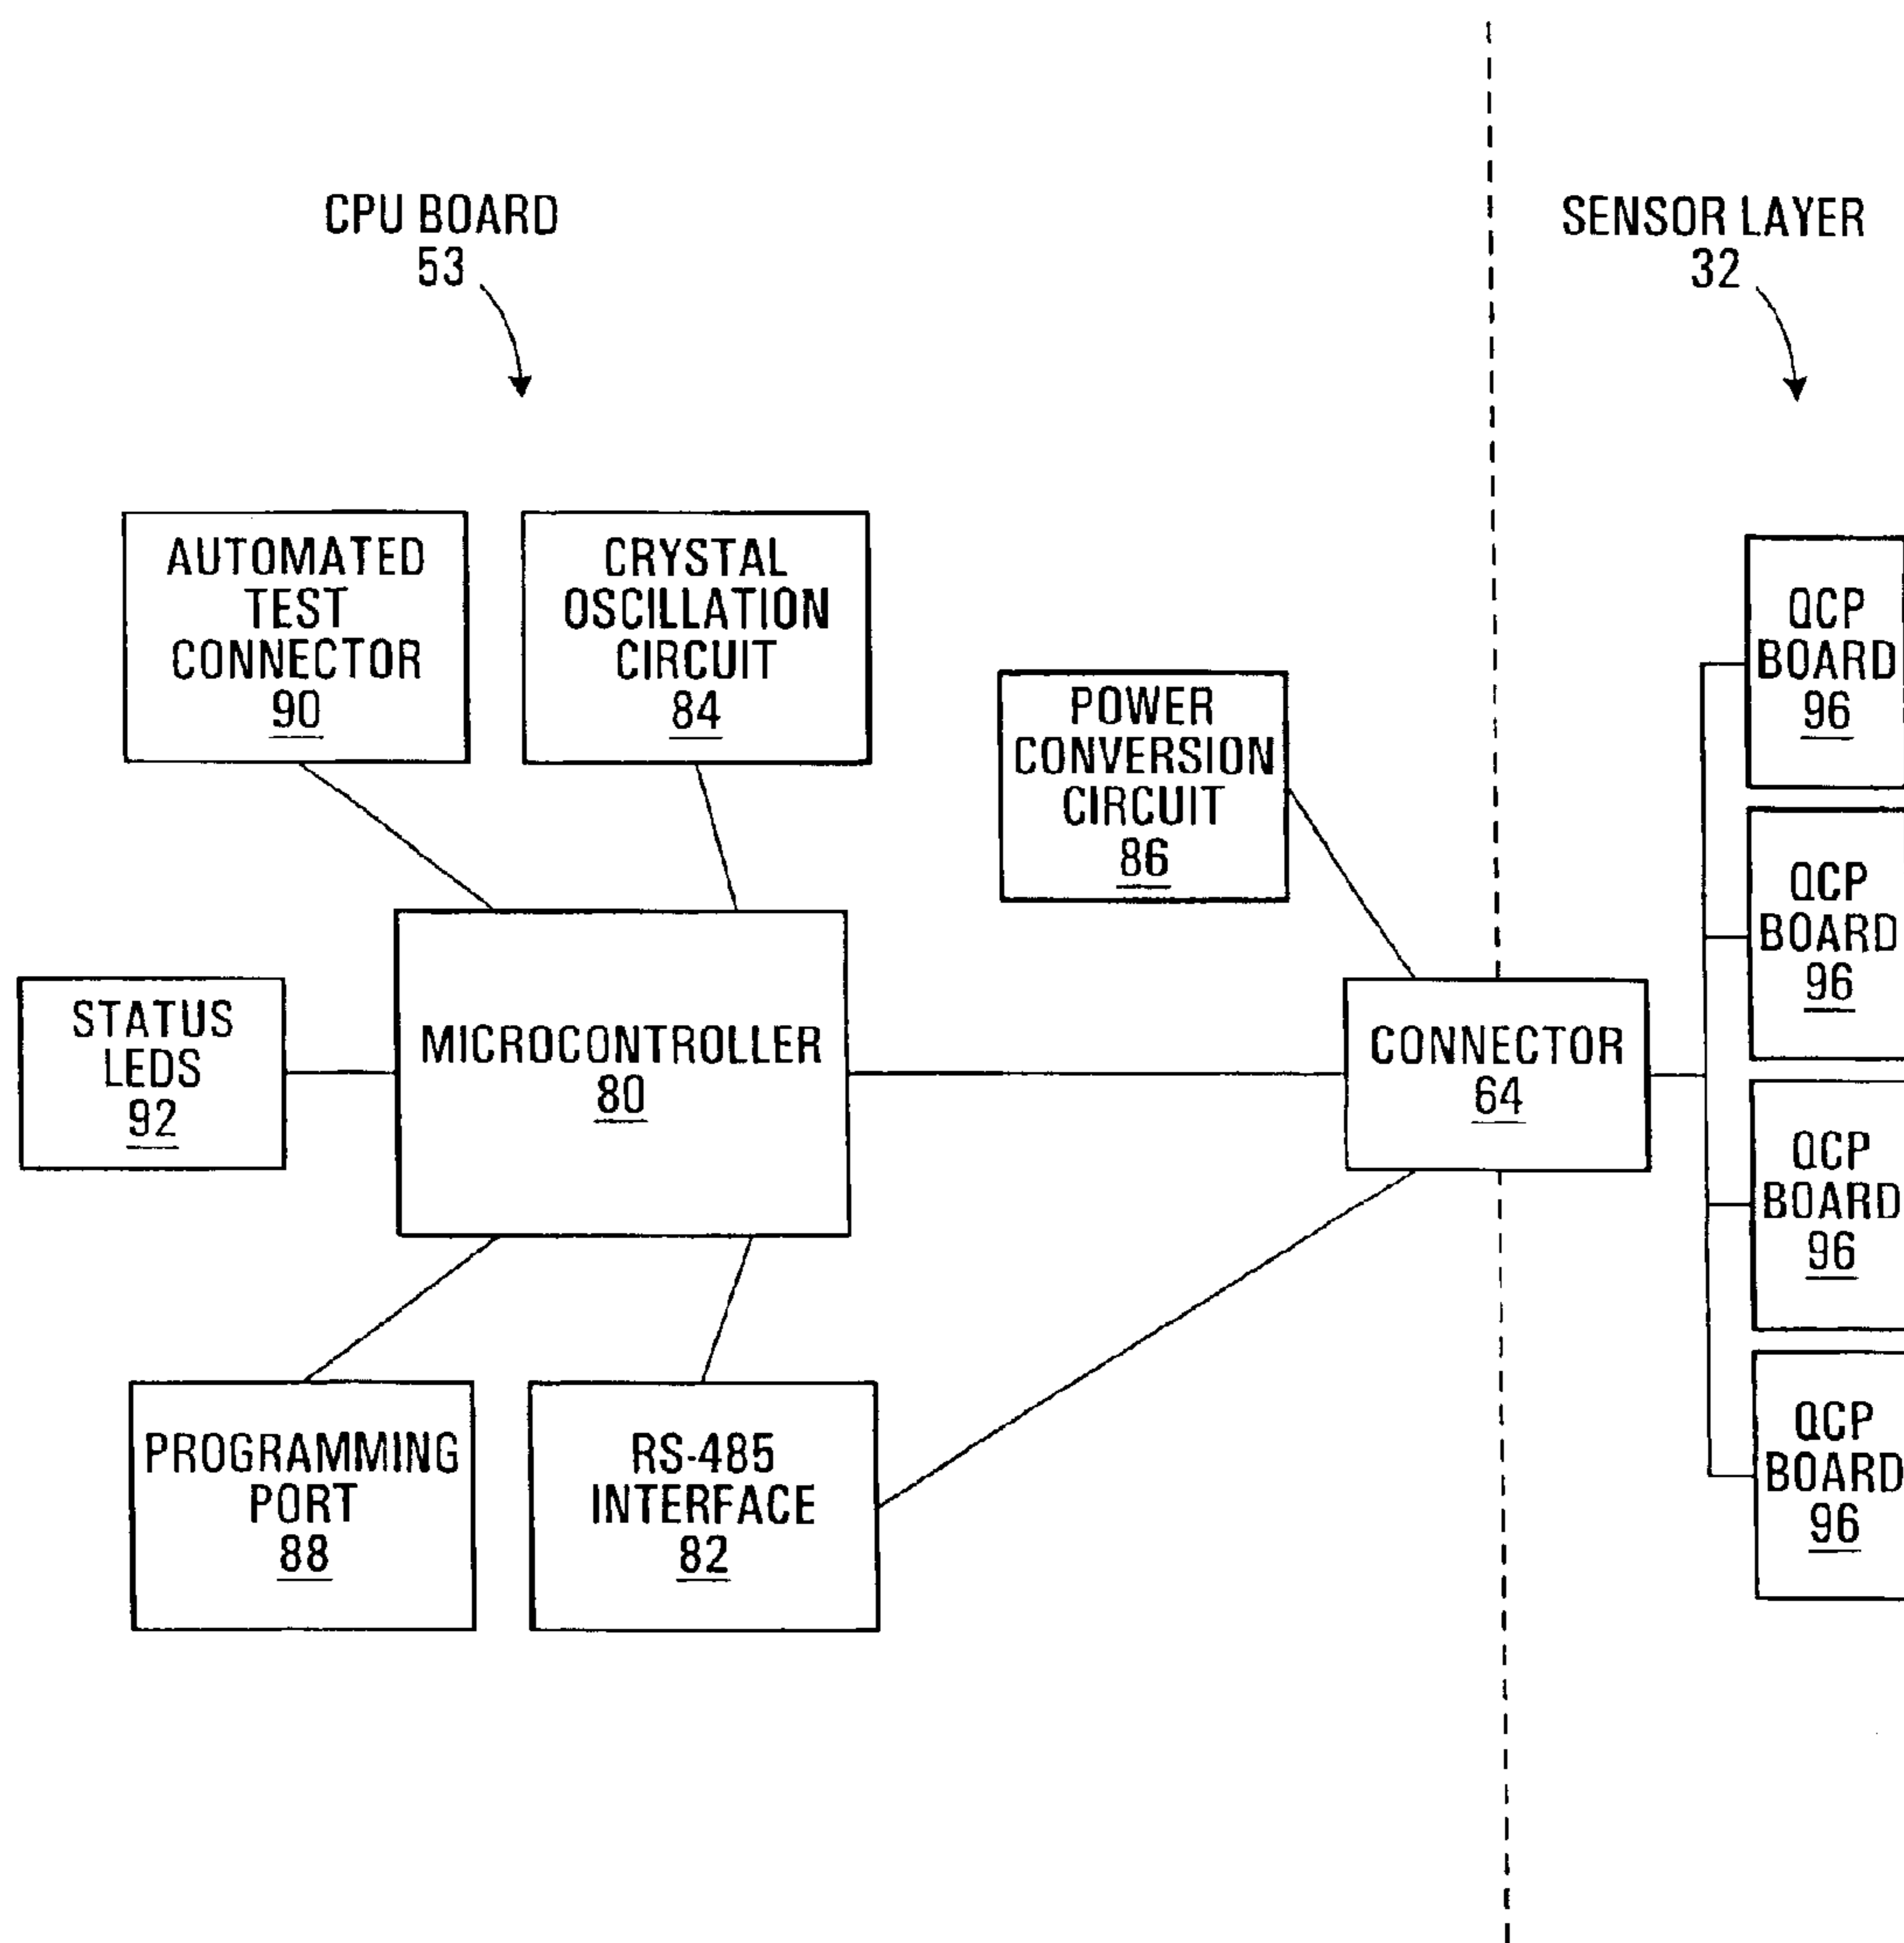 CPU BOARD
53
SENSOR LAYER
32
AUTOMATED
TEST
CONNECTOR
90
CRYSTAL
OSCILLATION
CIRCUIT
84
POWER
CONVERSION
CIRCUIT
86
QCP
BOARD
96
QCP
BOARD
96
STATUS
LEDS
92
MICROCONTROLLER
80
CONNECTOR
64
QCP
BOARD
96
PROGRAMMING
PORT
88
RS-485
INTERFACE
82
QCP
BOARD
96